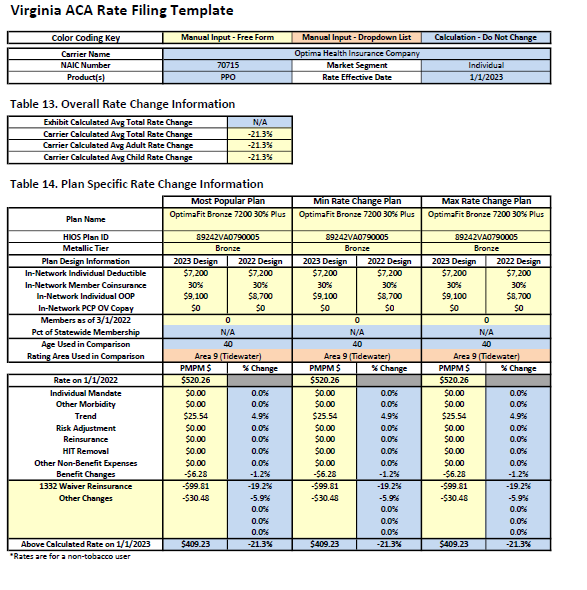 Virginia ACA Rate Filing Template
Color Coding Key Manual Input - Free Form Manual Input - Dropdown List Calculation - Do Not Change
Carrier Name Optima Health Insurance Company
NAIC Number 70715 Market Segment Individual
Product(s) PPO Rate Effective Date 1/1/2023
Table 13. Overall Rate Change Information
Exhibit Calculated Avg Total Rate Change N/A
Carrier Calculated Avg Total Rate Change -21.3%
Carrier Calculated Avg Adult Rate Change -21.3%
Carrier Calculated Avg Child Rate Change -21.3%
Table 14. Plan Specific Rate Change Information
Most Popular Plan Min Rate Change Plan Max Rate Change Plan
Plan Name OptimaFit Bronze 7200 30% Plus OptimaFit Bronze 7200 30% Plus OptimaFit Bronze 7200 30% Plus
HIOS Plan ID 89242VA0790005 89242VA0790005 89242VA0790005
Metallic Tier Bronze Bronze Bronze
Plan Design Information 2023 Design 2022 Design 2023 Design 2022 Design 2023 Design 2022 Design
In-Network Individual Deductible $7,200 $7,200 $7,200 $7,200 $7,200 $7,200
In-Network Member Coinsurance 30% 30% 30% 30% 30% 30%
In-Network Individual OOP $9,100 $8,700 $9,100 $8,700 $9,100 $8,700
In-Network PCP OV Copay $0 $0 $0 $0 $0 $0
Members as of 3/1/2022 0 0 0
Pct of Statewide Membership N/A N/A N/A
Age Used in Comparison 40 40 40
Rating Area Used in Comparison Area 9 (Tidewater) Area 9 (Tidewater) Area 9 (Tidewater)
PMPM $ % Change PMPM $ % Change PMPM $ % Change
Rate on 1/1/2022 $520.26 $520.26 $520.26
Individual Mandate $0.00 0.0% $0.00 0.0% $0.00 0.0%
Other Morbidity $0.00 0.0% $0.00 0.0% $0.00 0.0%
Trend $25.54 4.9% $25.54 4.9% $25.54 4.9%
Risk Adjustment $0.00 0.0% $0.00 0.0% $0.00 0.0%
Reinsurance $0.00 0.0% $0.00 0.0% $0.00 0.0%
HIT Removal $0.00 0.0% $0.00 0.0% $0.00 0.0%
Other Non-Benefit Expenses $0.00 0.0% $0.00 0.0% $0.00 0.0%
Benefit Changes -$6.28 -1.2% -$6.28 -1.2% -$6.28 -1.2%
1332 Waiver Reinsurance -$99.81 -19.2% -$99.81 -19.2% -$99.81 -19.2%
Other Changes -$30.48 -5.9% -$30.48 -5.9% -$30.48 -5.9%
0.0% 0.0% 0.0%
0.0% 0.0% 0.0%
0.0% 0.0% 0.0%
Above Calculated Rate on 1/1/2023 $409.23 -21.3% $409.23 -21.3% $409.23 -21.3%
*Rates are for a non-tobacco user